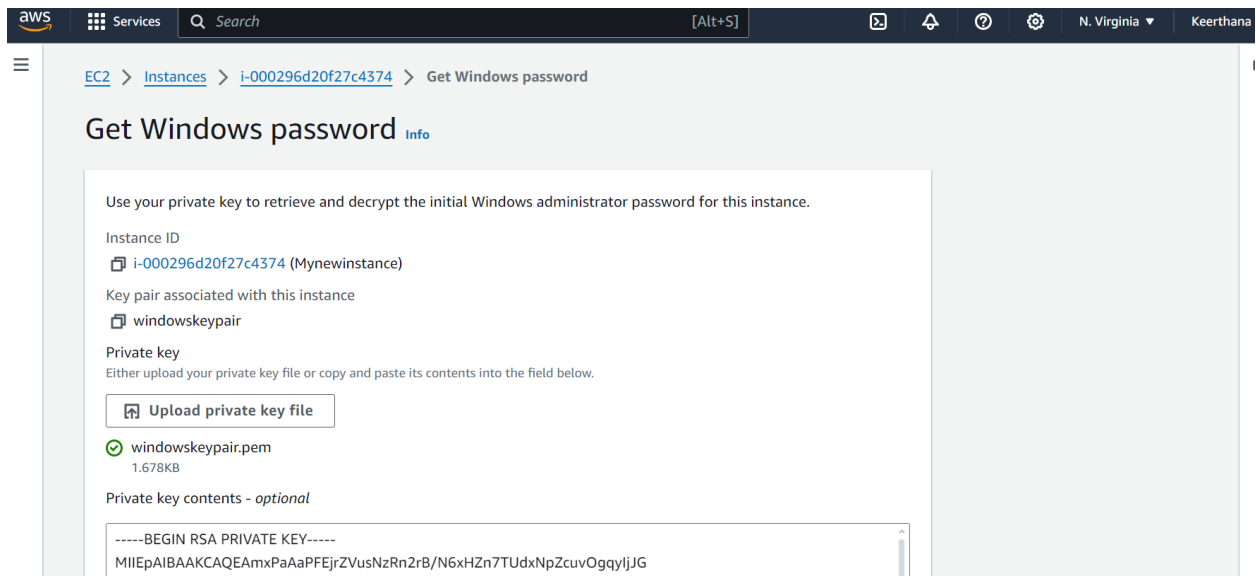 aws Services Search [Alt+S] N. Virginia ▼ Keerthana
EC2 > Instances > i-000296d20f27c4374 > Get Windows password
Get Windows password Info
Use your private key to retrieve and decrypt the initial Windows administrator password for this instance.
Instance ID
i-000296d20f27c4374 (Mynewinstance)
Key pair associated with this instance
windowskeypair
Private key
Either upload your private key file or copy and paste its contents into the field below.
Upload private key file
windowskeypair.pem
1.678KB
Private key contents - optional
-----BEGIN RSA PRIVATE KEY-----
MIIEpAIBAAKCAQEAmxPaAaPFEjrZVusNzRn2rB/N6xHZn7TUdxNpZcuvOgqyIjJG